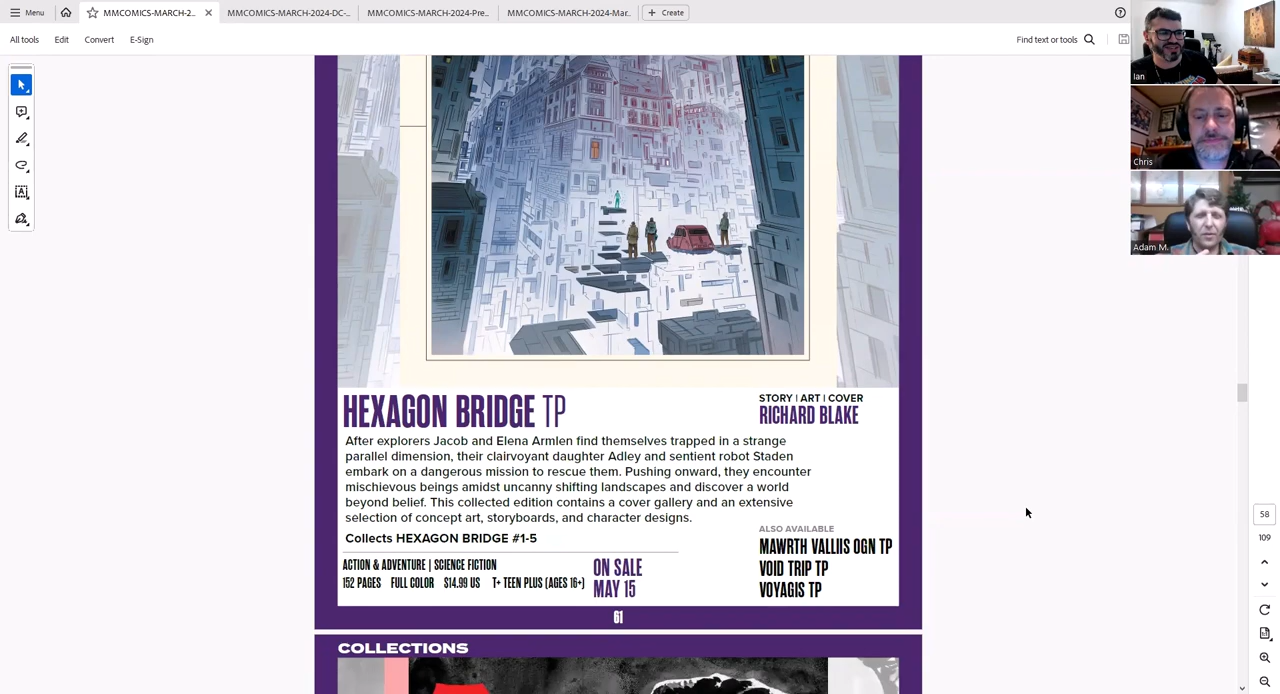 Menu
MMCOMICS-MARCH-2...
MMCOMICS-MARCH-2024-DC-...
MMCOMICS-MARCH-2024-Pre...
MMCOMICS-MARCH-2024-Mar...
Create
All tools
Edit
Convert
E-Sign
Find text or tools
Ian
Chris
Adam M.
HEXAGON BRIDGE TP
STORY | ART | COVER
RICHARD BLAKE
After explorers Jacob and Elena Armlen find themselves trapped in a strange
parallel dimension, their clairvoyant daughter Adley and sentient robot Staden
embark on a dangerous mission to rescue them. Pushing onward, they encounter
mischievous beings amidst uncanny shifting landscapes and discover a world
beyond belief. This collected edition contains a cover gallery and an extensive
selection of concept art, storyboards, and character designs.
Collects HEXAGON BRIDGE #1-5
ACTION & ADVENTURE | SCIENCE FICTION
152 PAGES FULL COLOR $14.99 US T+ TEEN PLUS (AGES 16+)
ON SALE
MAY 15
ALSO AVAILABLE
MAWRTH VALLIIS OGN TP
VOID TRIP TP
VOYAGIS TP
61
COLLECTIONS
58
109